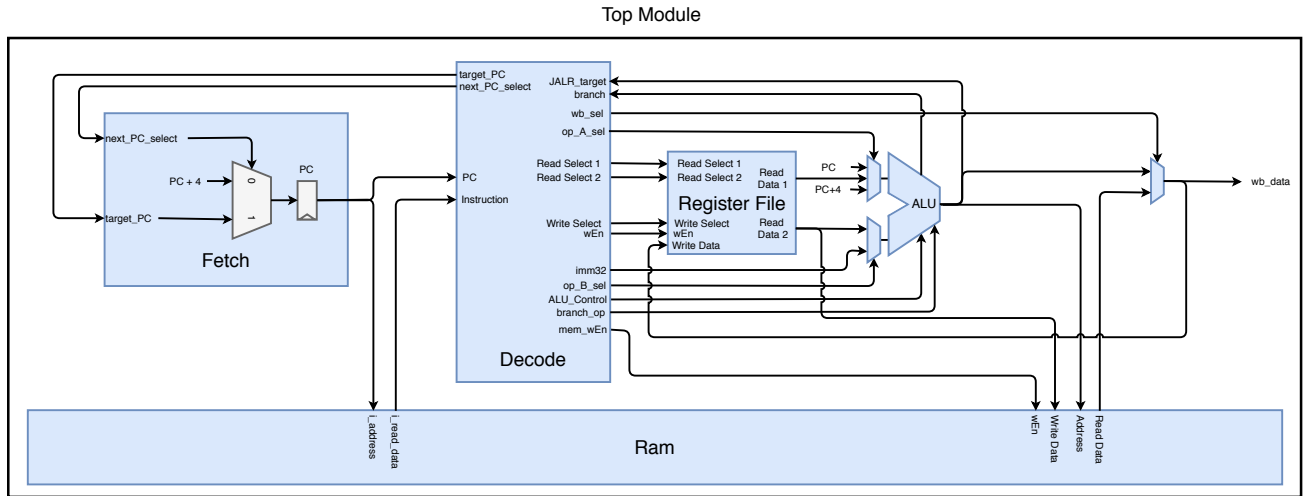 Top Module
target_PC
next_PC_select
JALR_target
branch
wb_sel
op_A_sel
next_PC_select
PC + 4
target_PC
0
1
PC
Fetch
PC
Instruction
Read Select 1
Read Select 2
Write Select
wEn
imm32
op_B_sel
ALU_Control
branch_op
mem_wEn
Decode
Read Select 1
Read Select 2
Read
Data 1
Register File
Write Select
wEn
Write Data
Read
Data 2
PC
PC+4
ALU
wb_data
i_address
i_read_data
Ram
wEn
Write Data
Address
Read Data